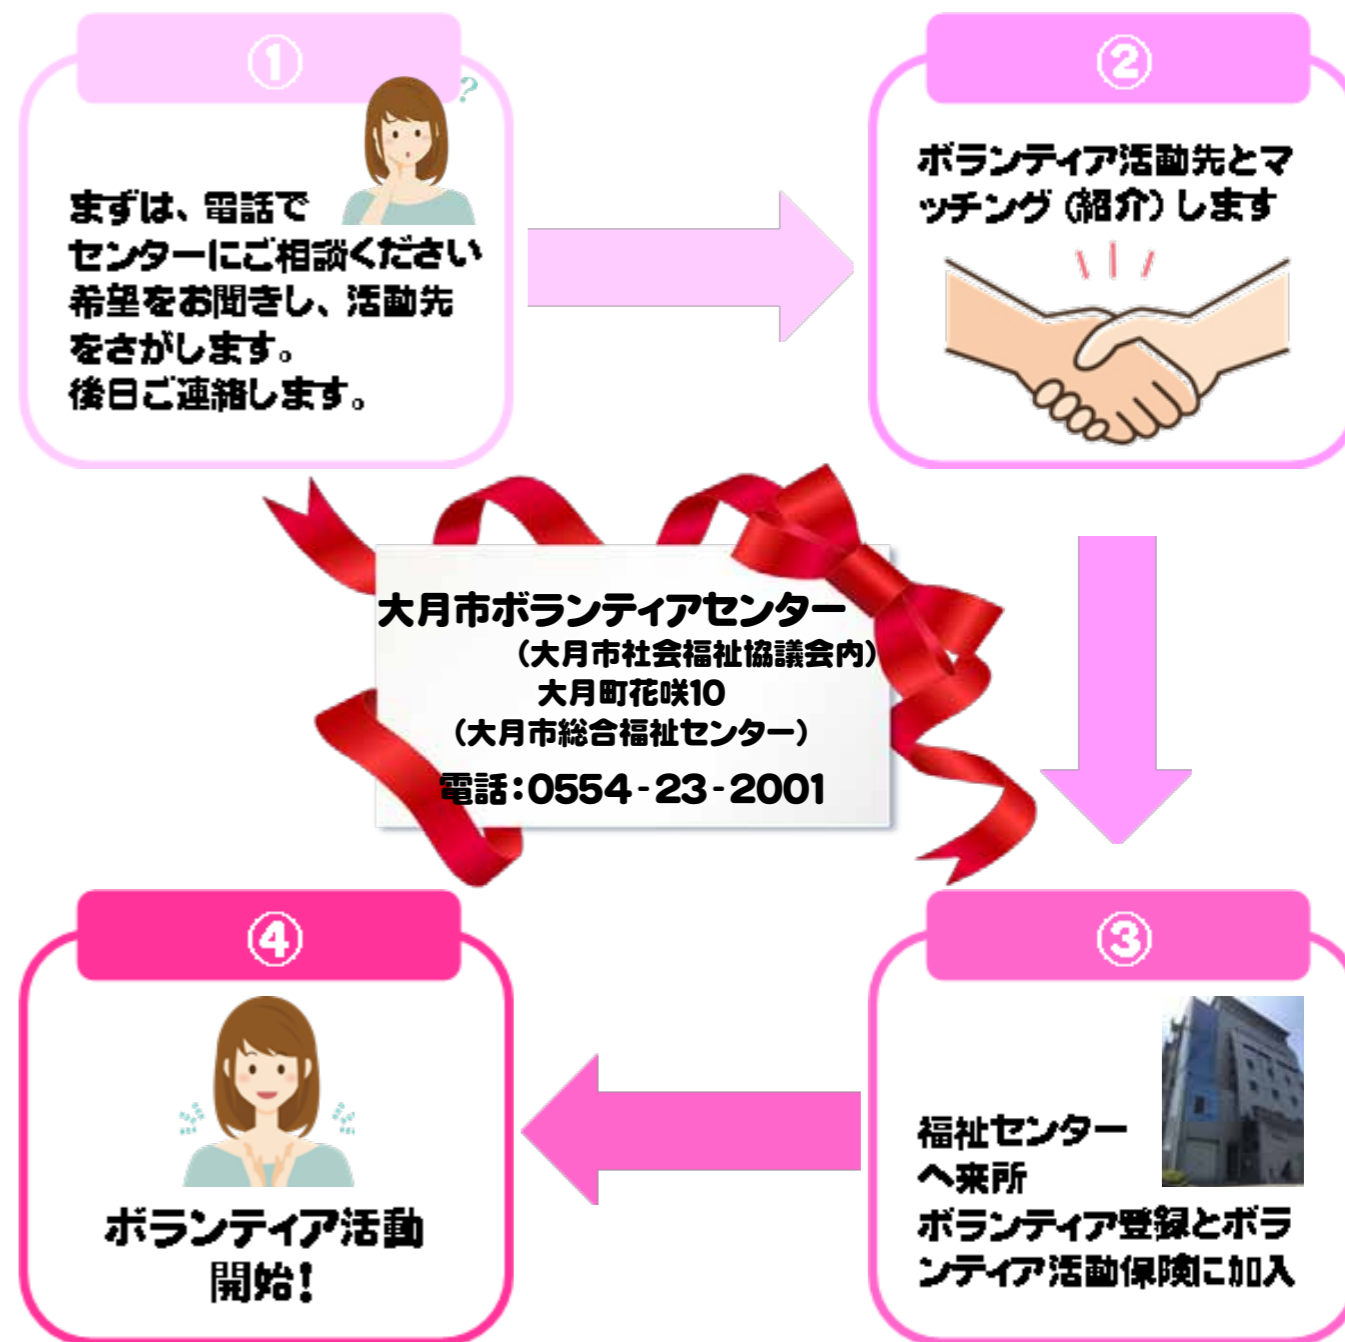 ①
?
まずは、電話で
センターにご相談ください
希望をお聞きし、活動先
をさがします。
後日ご連絡します。
②
ボランティア活動先とマ
ッチング(紹介)します
大月市ボランティアセンター
(大月市社会福祉協議会内)
大月町花咲10
(大月市総合福祉センター)
電話:0554-23-2001
③
福祉センター
へ来所
ボランティア登録とボラ
ンティア活動保険に加入
④
ボランティア活動
開始!